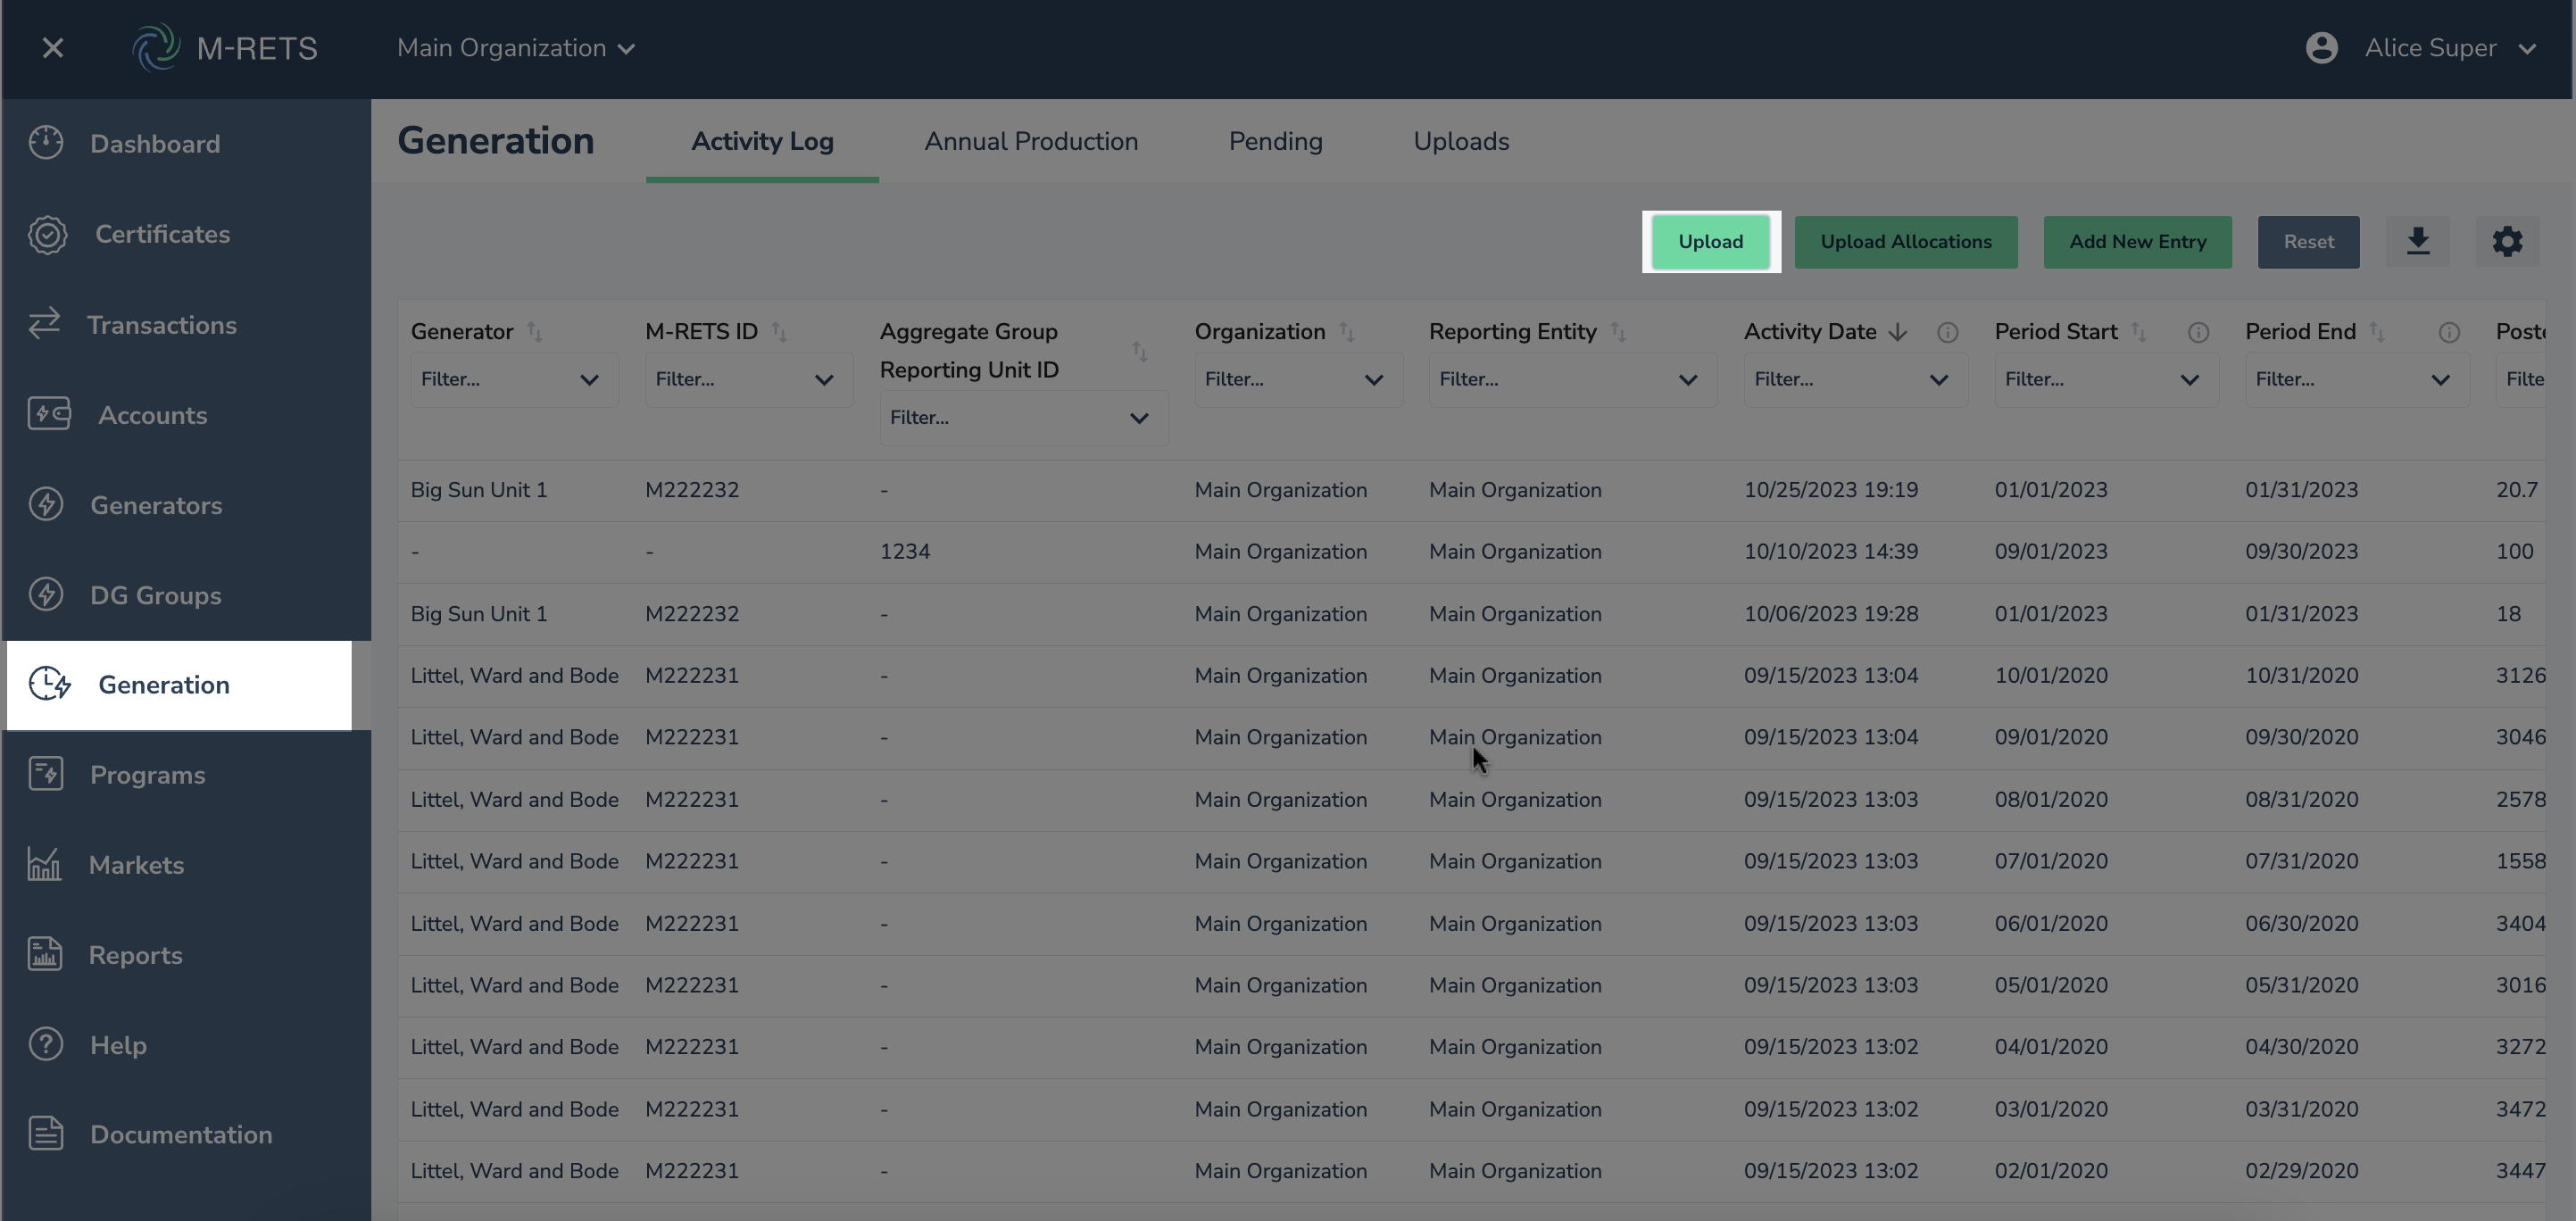 M-RETS Main Organization Alice Super
Dashboard
Certificates
Transactions
Accounts
Generators
DG Groups
Generation
Programs
Markets
Reports
Help
Documentation
Generation Activity Log Annual Production Pending Uploads
Upload Upload Allocations Add New Entry Reset
Generator M-RETS ID Aggregate Group Reporting Unit ID Organization Reporting Entity Activity Date Period Start Period End Poste
Filter... Filter... Filter... Filter... Filter... Filter... Filter... Filter... Filte
Big Sun Unit 1 M222232 - Main Organization Main Organization 10/25/2023 19:19 01/01/2023 01/31/2023 20.7
- - 1234 Main Organization Main Organization 10/10/2023 14:39 09/01/2023 09/30/2023 100
Big Sun Unit 1 M222232 - Main Organization Main Organization 10/06/2023 19:28 01/01/2023 01/31/2023 18
Littel, Ward and Bode M222231 - Main Organization Main Organization 09/15/2023 13:04 10/01/2020 10/31/2020 3126
Littel, Ward and Bode M222231 - Main Organization Main Organization 09/15/2023 13:04 09/01/2020 09/30/2020 3046
Littel, Ward and Bode M222231 - Main Organization Main Organization 09/15/2023 13:03 08/01/2020 08/31/2020 2578
Littel, Ward and Bode M222231 - Main Organization Main Organization 09/15/2023 13:03 07/01/2020 07/31/2020 1558
Littel, Ward and Bode M222231 - Main Organization Main Organization 09/15/2023 13:03 06/01/2020 06/30/2020 3404
Littel, Ward and Bode M222231 - Main Organization Main Organization 09/15/2023 13:03 05/01/2020 05/31/2020 3016
Littel, Ward and Bode M222231 - Main Organization Main Organization 09/15/2023 13:02 04/01/2020 04/30/2020 3272
Littel, Ward and Bode M222231 - Main Organization Main Organization 09/15/2023 13:02 03/01/2020 03/31/2020 3472
Littel, Ward and Bode M222231 - Main Organization Main Organization 09/15/2023 13:02 02/01/2020 02/29/2020 3447